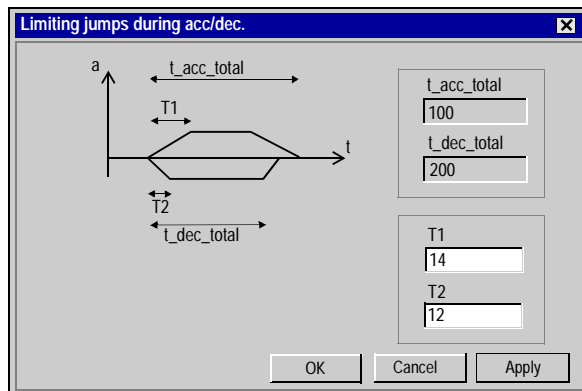 Limiting jumps during acc/dec.
a
t_acc_total
T1
t
T2
t_dec_total
t_acc_total
100
t_dec_total
200
T1
14
T2
12
OK
Cancel
Apply